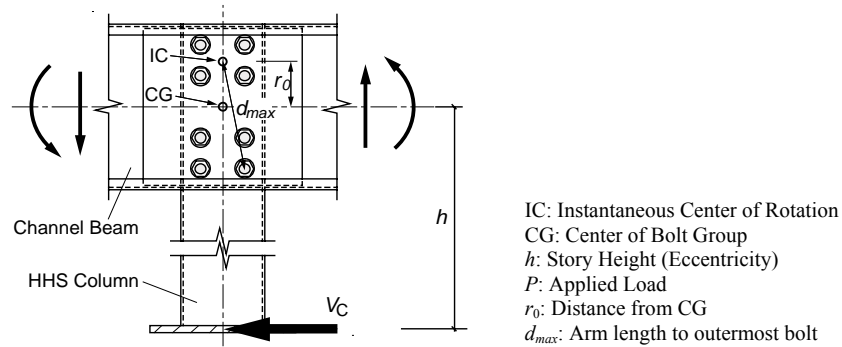 IC
CG
r0
dmax
h
Channel Beam
HHS Column
VC
IC: Instantaneous Center of Rotation
CG: Center of Bolt Group
h: Story Height (Eccentricity)
P: Applied Load
r0: Distance from CG
dmax: Arm length to outermost bolt